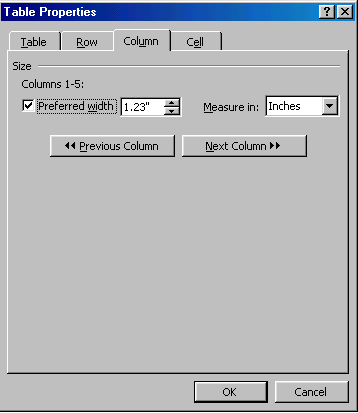 Table Properties
Table Row Column Cell
Size
Columns 1-5:
Preferred width 1.23" Measure in: Inches
Previous Column Next Column
OK Cancel